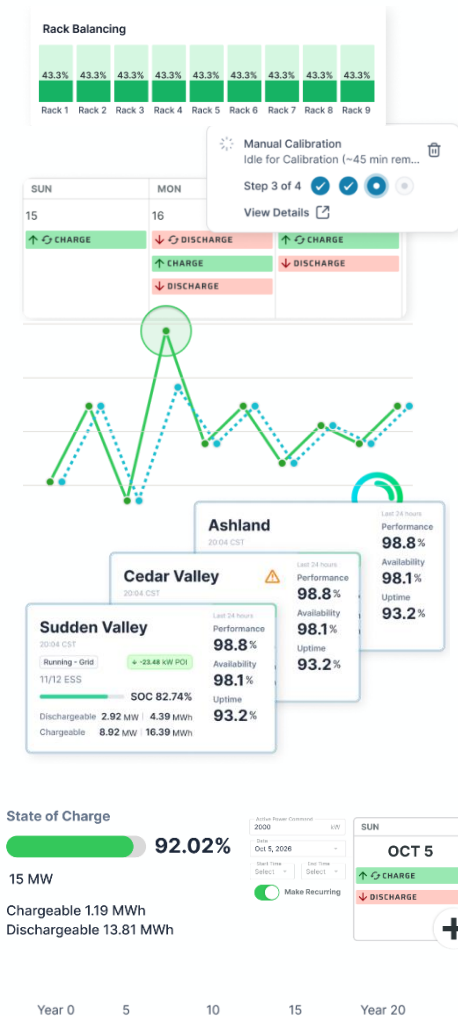 Rack Balancing
43.3% 43.3% 43.3% 43.3% 43.3% 43.3% 43.3% 43.3% 43.3%
Rack 1 Rack 2 Rack 3 Rack 4 Rack 5 Rack 6 Rack 7 Rack 8 Rack 9
Manual Calibration
Idle for Calibration (~45 min rem...
Step 3 of 4
View Details
SUN MON
15 16
CHARGE DISCHARGE CHARGE
CHARGE DISCHARGE
DISCHARGE
Ashland
20:04 CST
Last 24 hours
Performance
98.8%
Availability
98.1%
Uptime
93.2%
Cedar Valley
20:04 CST
Last 24 hours
Performance
98.8%
Availability
98.1%
Uptime
93.2%
Sudden Valley
20:04 CST
Running - Grid
-23.48 kW POI
11/12 ESS
SOC 82.74%
Dischargeable 2.92 MW 4.39 MWh
Chargeable 8.92 MW 16.39 MWh
Last 24 hours
Performance
98.8%
Availability
98.1%
Uptime
93.2%
State of Charge
92.02%
15 MW
Chargeable 1.19 MWh
Dischargeable 13.81 MWh
Active Power Command
2000 kW
Date
Oct 5, 2026
Start Time End Time
Select Select
Make Recurring
SUN
OCT 5
CHARGE
DISCHARGE
Year 0 5 10 15 Year 20